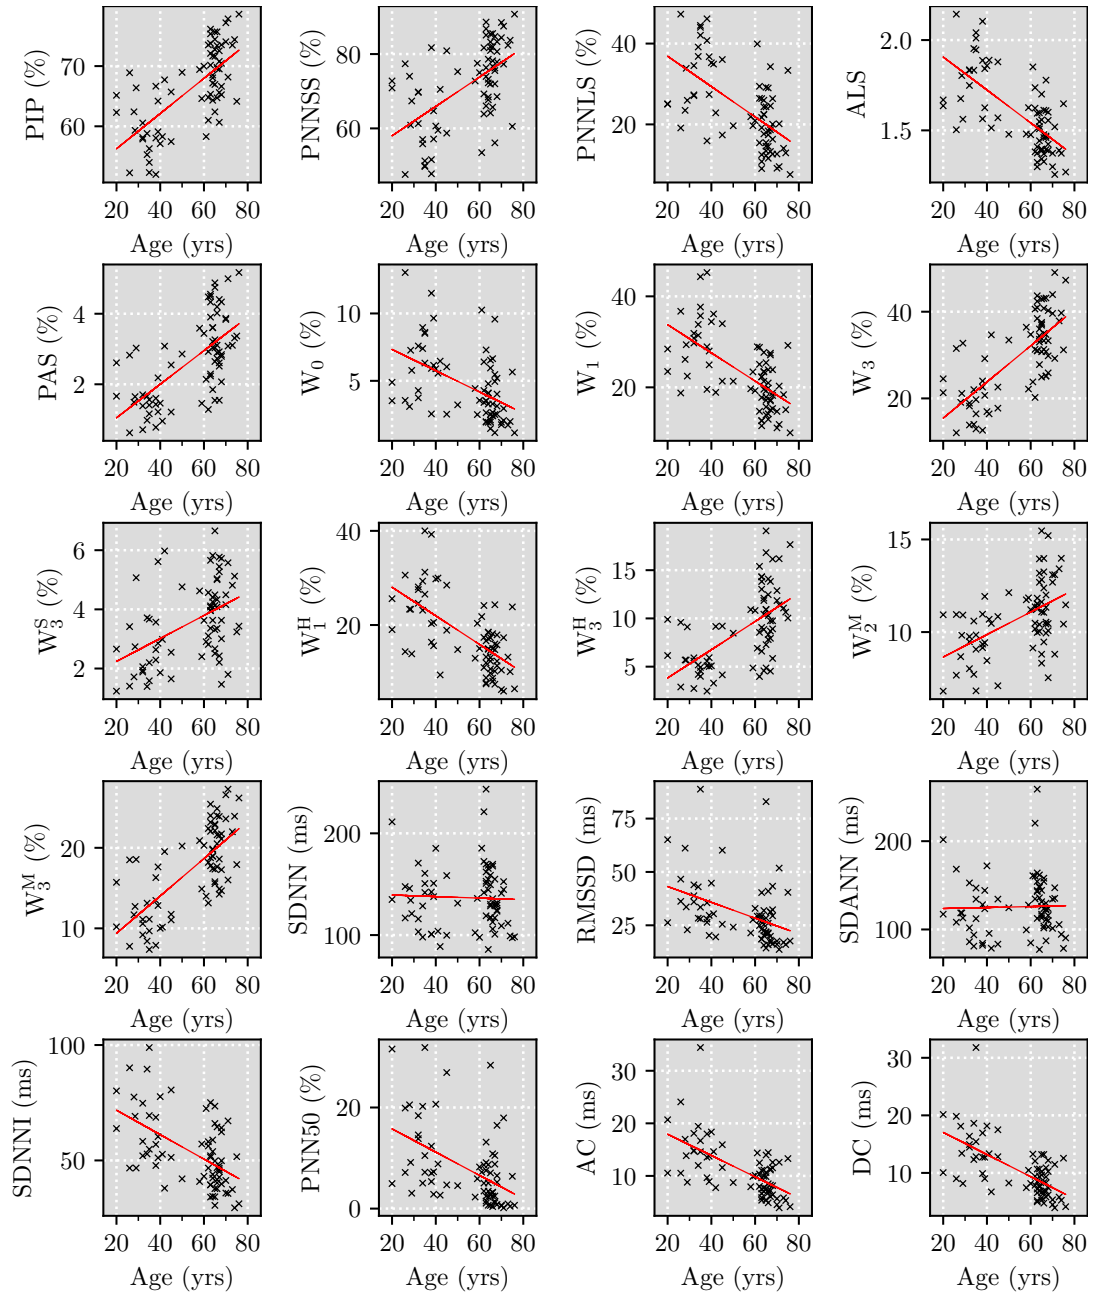 PIP (%)
70
60
20 40 60 80
Age (yrs)
PNNSS (%)
80
60
20 40 60 80
Age (yrs)
PNNLS (%)
40
20
20 40 60 80
Age (yrs)
ALS
2.0
1.5
20 40 60 80
Age (yrs)
PAS (%)
4
2
20 40 60 80
Age (yrs)
W₀ (%)
10
5
20 40 60 80
Age (yrs)
W₁ (%)
40
20
20 40 60 80
Age (yrs)
W₃ (%)
40
20
20 40 60 80
Age (yrs)
W₃ˢ (%)
6
4
2
20 40 60 80
Age (yrs)
W₁ᴴ (%)
40
20
20 40 60 80
Age (yrs)
W₃ᴴ (%)
15
10
5
20 40 60 80
Age (yrs)
W₂ᴹ (%)
15
10
20 40 60 80
Age (yrs)
W₃ᴹ (%)
20
10
20 40 60 80
Age (yrs)
SDNN (ms)
200
100
20 40 60 80
Age (yrs)
RMSSD (ms)
75
50
25
20 40 60 80
Age (yrs)
SDANN (ms)
200
100
20 40 60 80
Age (yrs)
SDNNI (ms)
100
50
20 40 60 80
Age (yrs)
PNN50 (%)
20
0
20 40 60 80
Age (yrs)
AC (ms)
30
20
10
20 40 60 80
Age (yrs)
DC (ms)
30
20
10
20 40 60 80
Age (yrs)